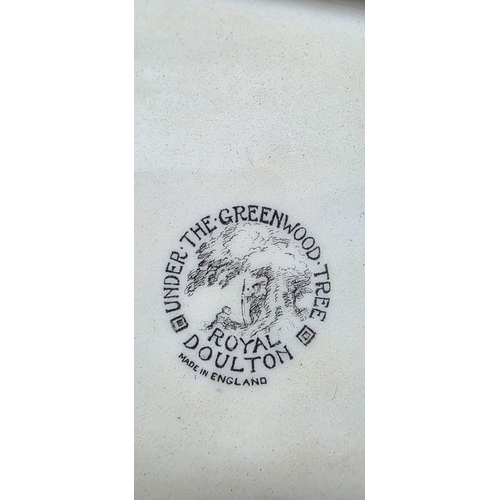 UNDER·THE·GREENWOOD·TREE
ROYAL
DOULTON
MADE IN ENGLAND